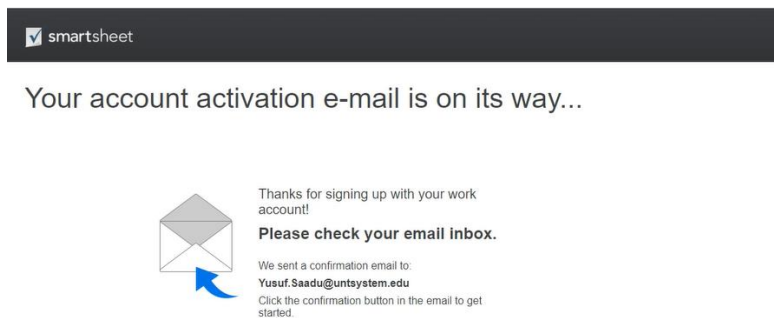 smartsheet
Your account activation e-mail is on its way...
Thanks for signing up with your work
account!
Please check your email inbox.
We sent a confirmation email to:
Yusuf.Saadu@untsystem.edu
Click the confirmation button in the email to get
started.